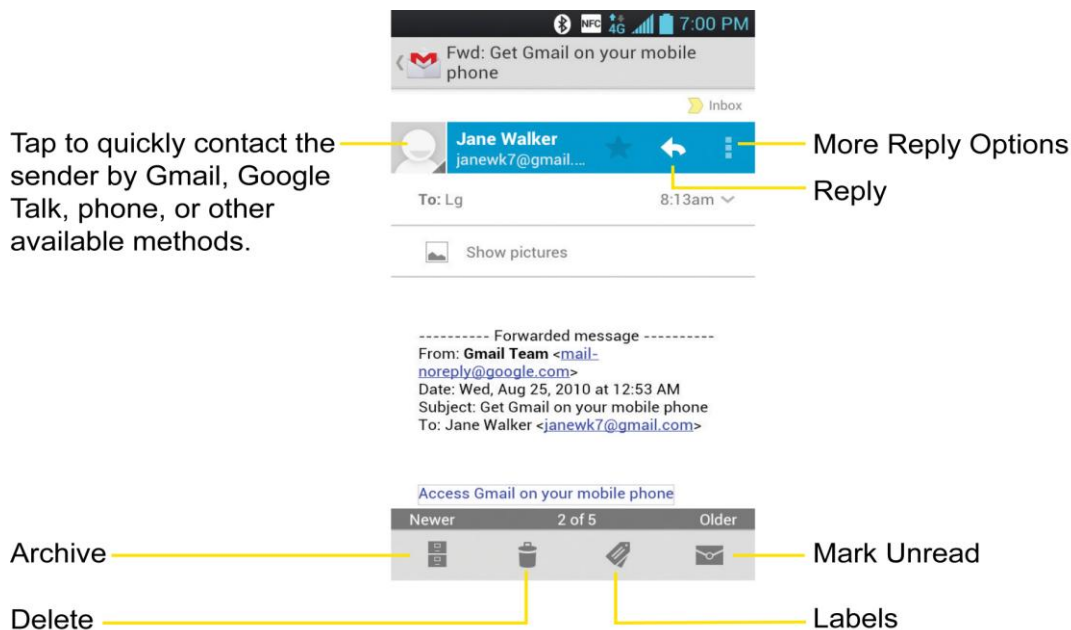 NFC 4G 7:00 PM
Fwd: Get Gmail on your mobile
phone
Inbox
Tap to quickly contact the
sender by Gmail, Google
Talk, phone, or other
available methods.
Jane Walker
janewk7@gmail....
More Reply Options
Reply
To: Lg 8:13am
Show pictures
---------- Forwarded message ----------
From: Gmail Team <mail-
noreply@google.com>
Date: Wed, Aug 25, 2010 at 12:53 AM
Subject: Get Gmail on your mobile phone
To: Jane Walker <janewk7@gmail.com>
Access Gmail on your mobile phone
Newer 2 of 5 Older
Archive
Mark Unread
Delete
Labels